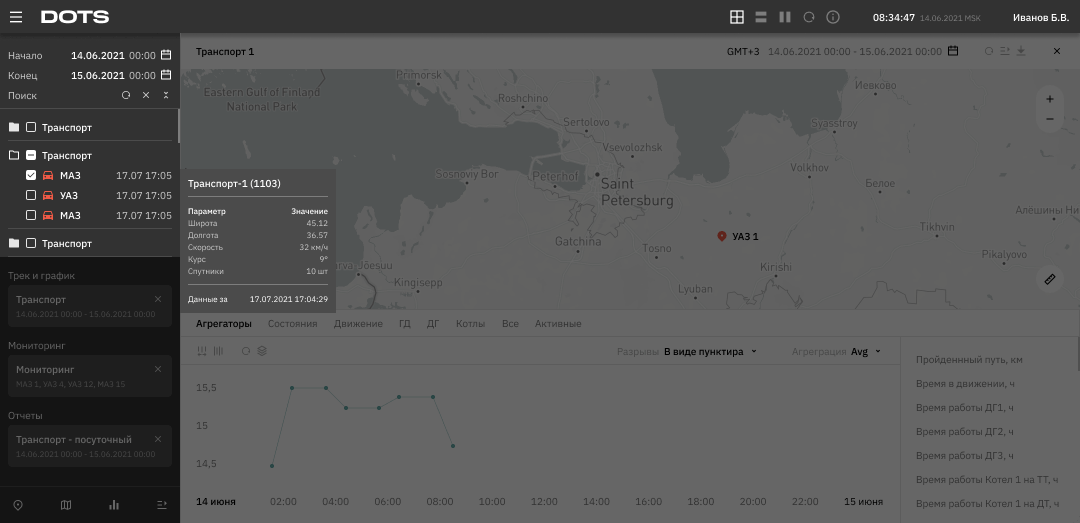 DOTS
08:34:47 14.06.2021 MSK
Иванов Б.В.
Начало 14.06.2021 00:00
Конец 15.06.2021 00:00
Поиск
Транспорт
Транспорт
МАЗ 17.07 17:05
УАЗ 17.07 17:05
МАЗ 17.07 17:05
Транспорт
Трек и график
Транспорт
14.06.2021 00:00 - 15.06.2021 00:00
Мониторинг
Мониторинг
МАЗ 1, УАЗ 4, УАЗ 12, МАЗ 15
Отчеты
Транспорт - посуточный
14.06.2021 00:00 - 15.06.2021 00:00
Транспорт 1
GMT+3 14.06.2021 00:00 - 15.06.2021 00:00
Primorsk
Eastern Gulf of Finland
National Park
Roshchino
Иевково
Sertolovo
Syasstroy
Vsevolozhsk
Volkhov
Sosnoviy Bor
Peterhof
Saint
Petersburg
Белое
Алёшины Ни
Tikhvin
Gatchina
Tosno
УАЗ 1
Pikalyovo
Kirishi
rva-Jõesuu
Kingisepp
Lyuban
Транспорт-1 (1103)
Параметр Значение
Широта 45.12
Долгота 36.57
Скорость 32 км/ч
Курс 9°
Спутники 10 шт
Данные за 17.07.2021 17:04:29
Агрегаторы Состояния Движение ГД ДГ Котлы Все Активные
Разрывы В виде пунктира
Агреграция Avg
15,5
15
14,5
14 июня 02:00 04:00 06:00 08:00 10:00 12:00 14:00 16:00 18:00 20:00 22:00 15 июня
Пройденнный путь, км
Время в движении, ч
Время работы ДГ1, ч
Время работы ДГ2, ч
Время работы ДГ3, ч
Время работы Котел 1 на ТТ, ч
Время работы Котел 1 на ДТ, ч